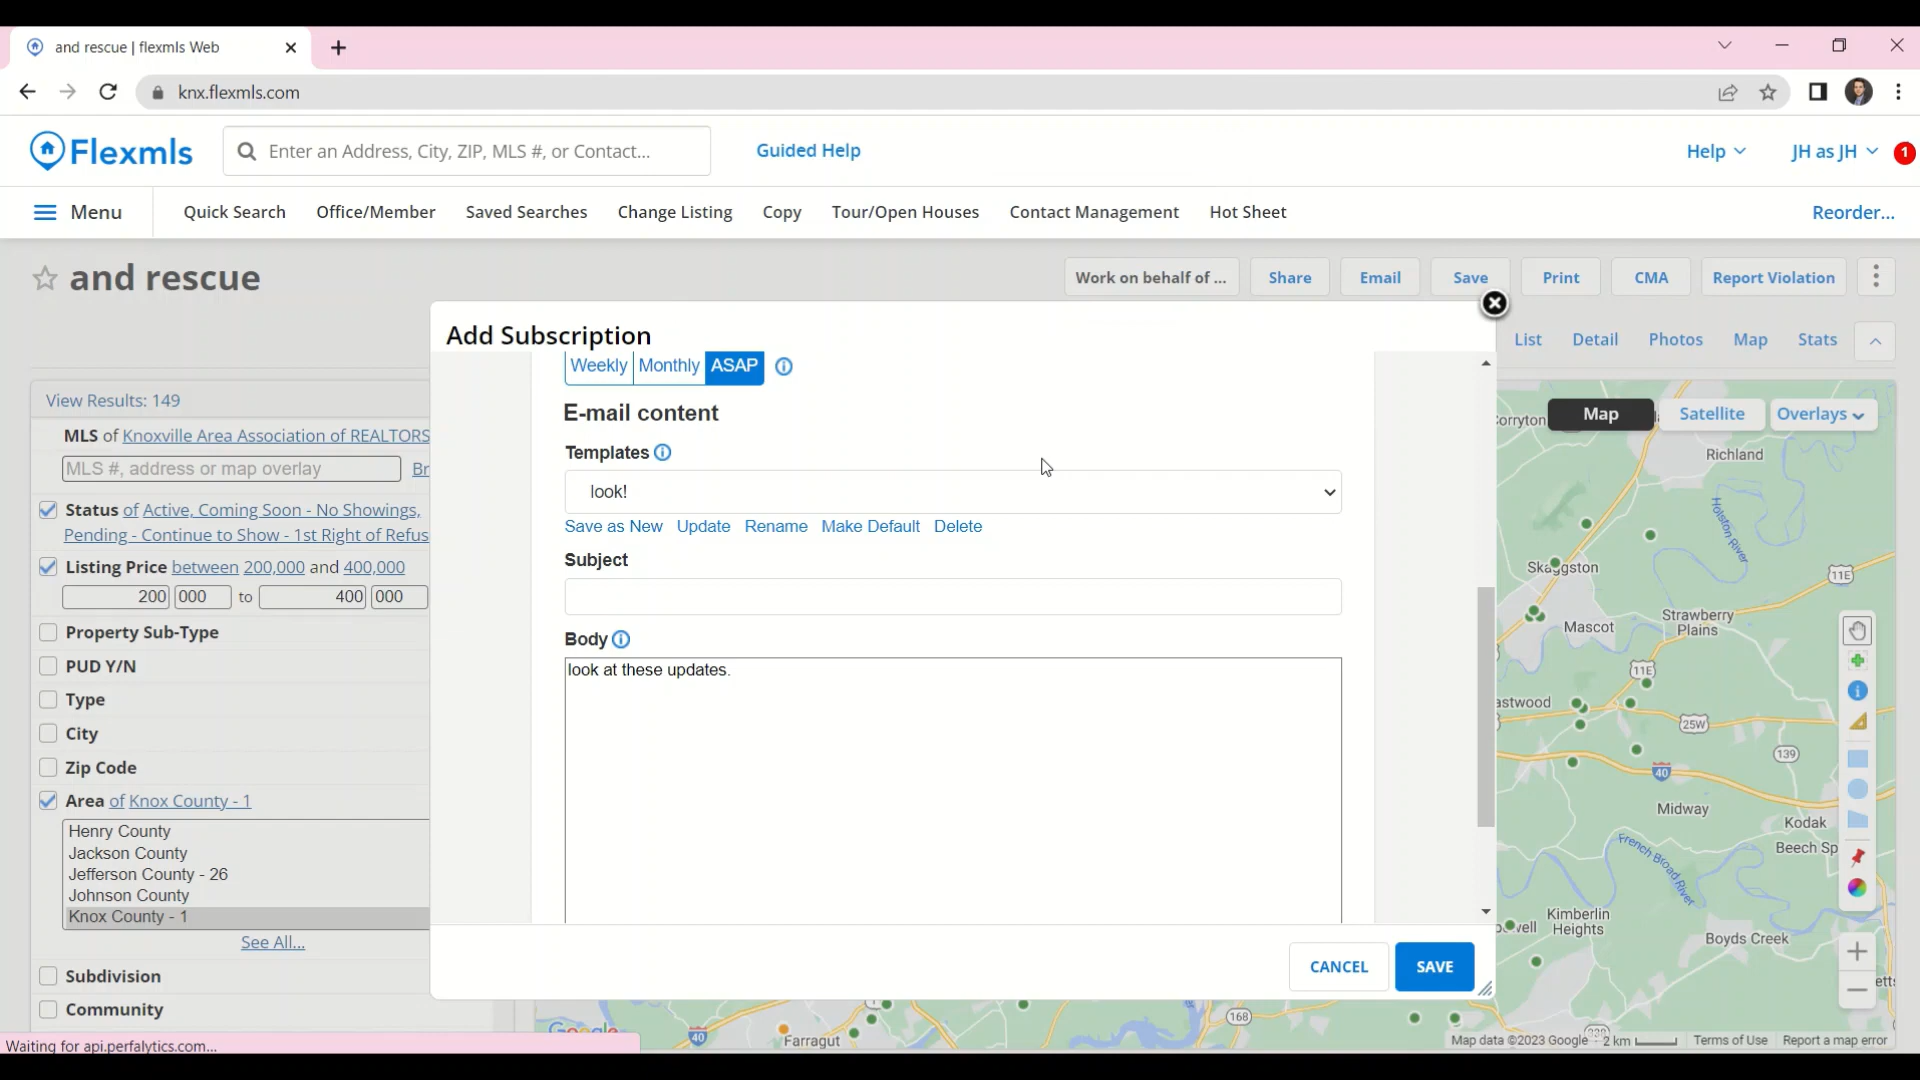 and rescue | flexmls Web
knx.flexmls.com
Flexmls
Enter an Address, City, ZIP, MLS #, or Contact...
Guided Help
Help
JH as JH
1
Menu
Quick Search
Office/Member
Saved Searches
Change Listing
Copy
Tour/Open Houses
Contact Management
Hot Sheet
Reorder...
and rescue
Work on behalf of ...
Share
Email
Save
Print
CMA
Report Violation
List
Detail
Photos
Map
Stats
View Results: 149
MLS of Knoxville Area Association of REALTORS
MLS #, address or map overlay
Br
Status of Active, Coming Soon - No Showings,
Pending - Continue to Show - 1st Right of Refus
Listing Price between 200,000 and 400,000
200 000 to 400 000
Property Sub-Type
PUD Y/N
Type
City
Zip Code
Area of Knox County - 1
Henry County
Jackson County
Jefferson County - 26
Johnson County
Knox County - 1
See All...
Subdivision
Community
Waiting for api.perfalytics.com...
Add Subscription
Weekly
Monthly
ASAP
E-mail content
Templates
look!
Save as New
Update
Rename
Make Default
Delete
Subject
Body
look at these updates.
CANCEL
SAVE
Map
Satellite
Overlays
orryton
Richland
Holston River
Skaggston
11E
Strawberry
Plains
Mascot
11E
astwood
25W
139
40
Midway
Kodak
Beech Sp
French Broad River
Kimberlin
Heights
Boyds Creek
ett
Google
40
Farragut
168
Map data ©2023 Google
2 km
Terms of Use
Report a map error